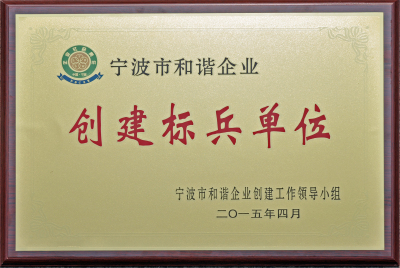 宁波市和谐企业
创建标兵单位
宁波市和谐企业创建工作领导小组
二〇一五年四月